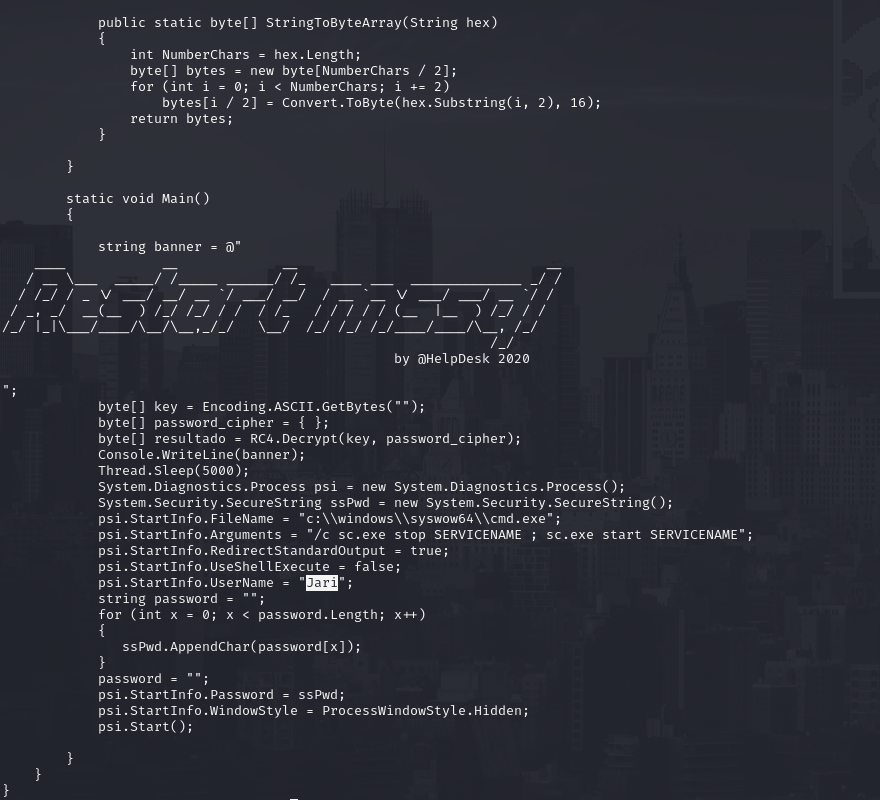 public static byte[] StringToByteArray(String hex)
{
int NumberChars = hex.Length;
byte[] bytes = new byte[NumberChars / 2];
for (int i = 0; i < NumberChars; i += 2)
bytes[i / 2] = Convert.ToByte(hex.Substring(i, 2), 16);
return bytes;
}
}
static void Main()
{
string banner = @"
Restart mssql
by @HelpDesk 2020
";
byte[] key = Encoding.ASCII.GetBytes("");
byte[] password_cipher = { };
byte[] resultado = RC4.Decrypt(key, password_cipher);
Console.WriteLine(banner);
Thread.Sleep(5000);
System.Diagnostics.Process psi = new System.Diagnostics.Process();
System.Security.SecureString ssPwd = new System.Security.SecureString();
psi.StartInfo.FileName = "c:\\windows\\syswow64\\cmd.exe";
psi.StartInfo.Arguments = "/c sc.exe stop SERVICENAME ; sc.exe start SERVICENAME";
psi.StartInfo.RedirectStandardOutput = true;
psi.StartInfo.UseShellExecute = false;
psi.StartInfo.UserName = "Jari";
string password = "";
for (int x = 0; x < password.Length; x++)
{
ssPwd.AppendChar(password[x]);
}
password = "";
psi.StartInfo.Password = ssPwd;
psi.StartInfo.WindowStyle = ProcessWindowStyle.Hidden;
psi.Start();
}
}
}